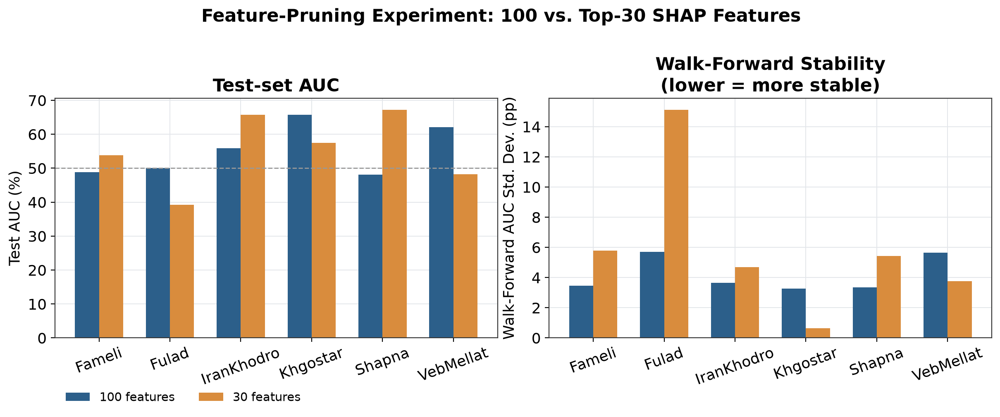 Feature-Pruning Experiment: 100 vs. Top-30 SHAP Features
Test-set AUC
Test AUC (%)
70
60
50
40
30
20
10
0
Fameli
Fulad
IranKhodro
Khgostar
Shapna
VebMellat
100 features
30 features
Walk-Forward Stability
(lower = more stable)
Walk-Forward AUC Std. Dev. (pp)
14
12
10
8
6
4
2
0
Fameli
Fulad
IranKhodro
Khgostar
Shapna
VebMellat